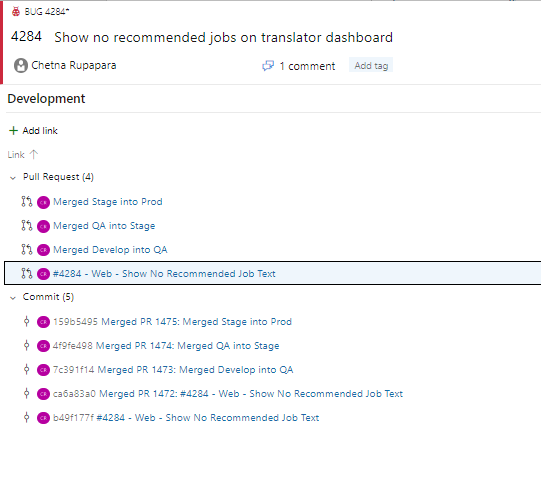 BUG 4284*
4284 Show no recommended jobs on translator dashboard
Chetna Rupapara 1 comment Add tag
Development
+ Add link
Link ↑
Pull Request (4)
CR Merged Stage into Prod
CR Merged QA into Stage
CR Merged Develop into QA
CR #4284 - Web - Show No Recommended Job Text
Commit (5)
CR 159b5495 Merged PR 1475: Merged Stage into Prod
CR 4f9fe498 Merged PR 1474: Merged QA into Stage
CR 7c391f14 Merged PR 1473: Merged Develop into QA
CR ca6a83a0 Merged PR 1472: #4284 - Web - Show No Recommended Job Text
CR b49f177f #4284 - Web - Show No Recommended Job Text